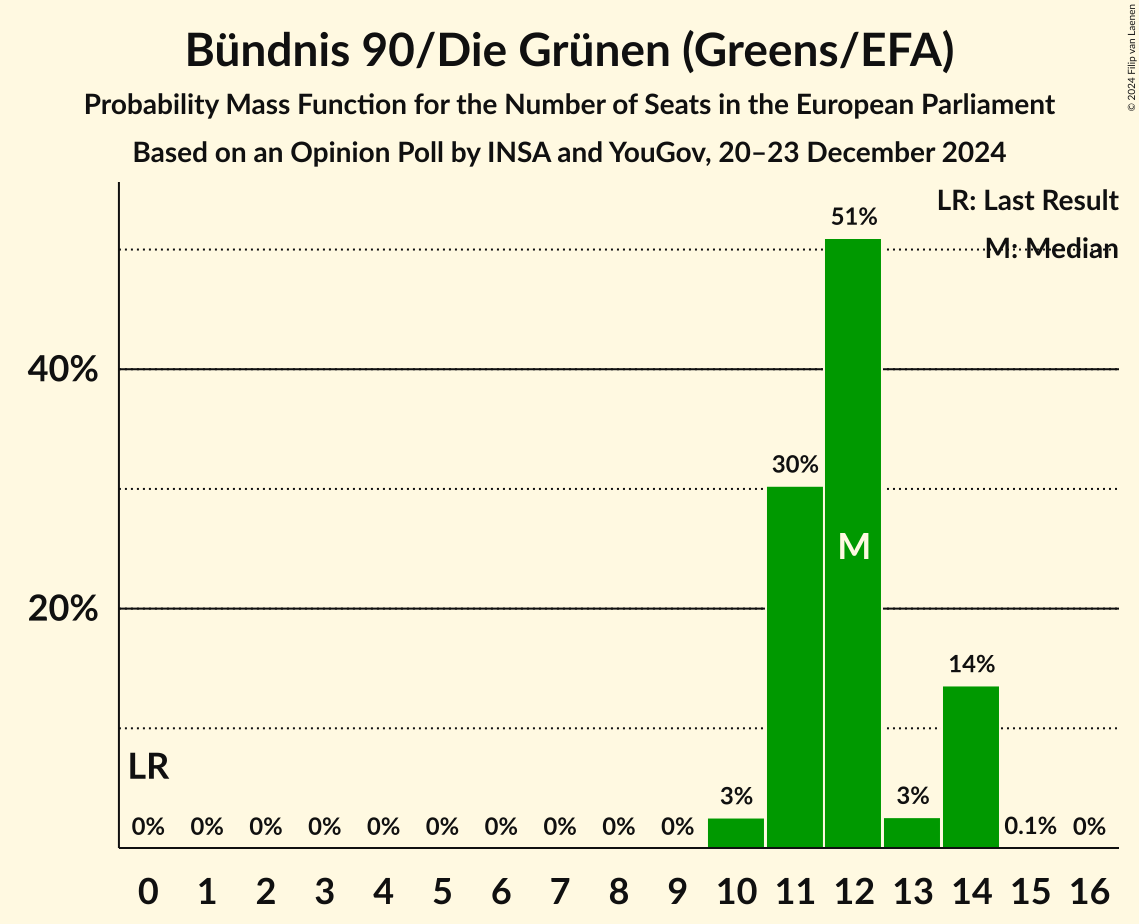 Bündnis 90/Die Grünen (Greens/EFA)
Probability Mass Function for the Number of Seats in the European Parliament
Based on an Opinion Poll by INSA and YouGov, 20–23 December 2024
© 2024 Filip van Laenen
LR: Last Result
M: Median
51%
40%
30%
M
20%
14%
LR
3% 3%
0% 0% 0% 0% 0% 0% 0% 0% 0% 0% 0.1% 0%
0 1 2 3 4 5 6 7 8 9 10 11 12 13 14 15 16